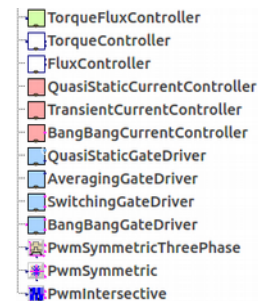 TorqueFluxController
TorqueController
FluxController
QuasiStaticCurrentController
TransientCurrentController
BangBangCurrentController
QuasiStaticGateDriver
AveragingGateDriver
SwitchingGateDriver
BangBangGateDriver
PwmSymmetricThreePhase
PwmSymmetric
PwmIntersective